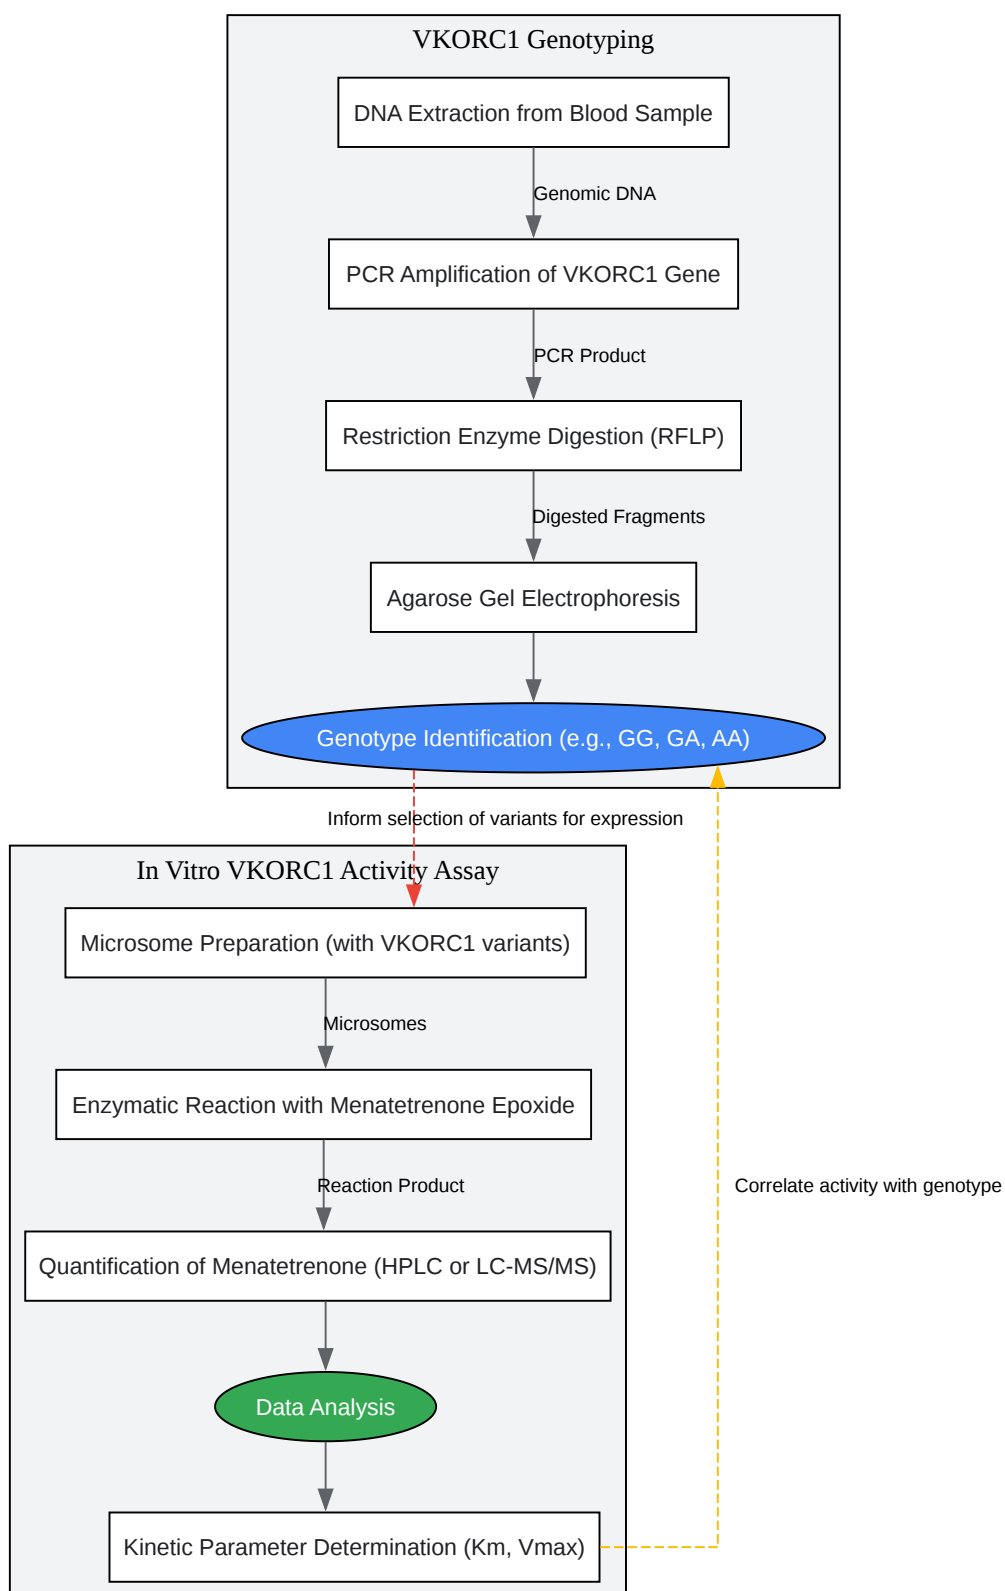 VKORC1 Genotyping
DNA Extraction from Blood Sample
Genomic DNA
PCR Amplification of VKORC1 Gene
PCR Product
Restriction Enzyme Digestion (RFLP)
Digested Fragments
Agarose Gel Electrophoresis
Genotype Identification (e.g., GG, GA, AA)
Inform selection of variants for expression
In Vitro VKORC1 Activity Assay
Microsome Preparation (with VKORC1 variants)
Microsomes
Enzymatic Reaction with Menatetrenone Epoxide
Reaction Product
Correlate activity with genotype
Quantification of Menatetrenone (HPLC or LC-MS/MS)
Data Analysis
Kinetic Parameter Determination (Km, Vmax)